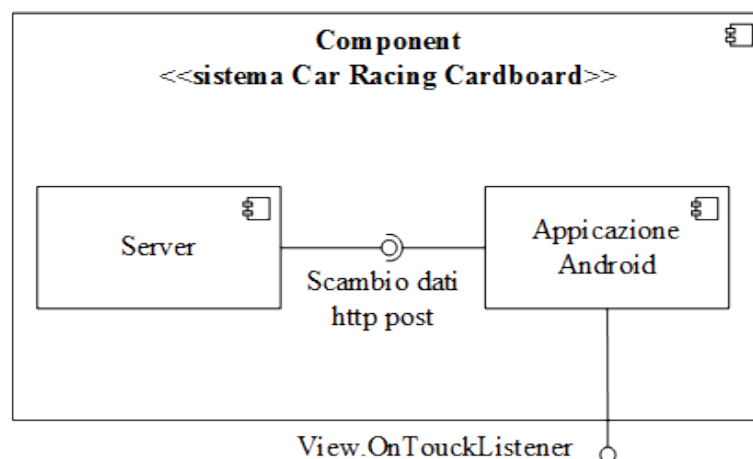 Component
<<sistema Car Racing Cardboard>>
Server
Appicazione
Android
Scambio dati
http post
View.OnTouckListener